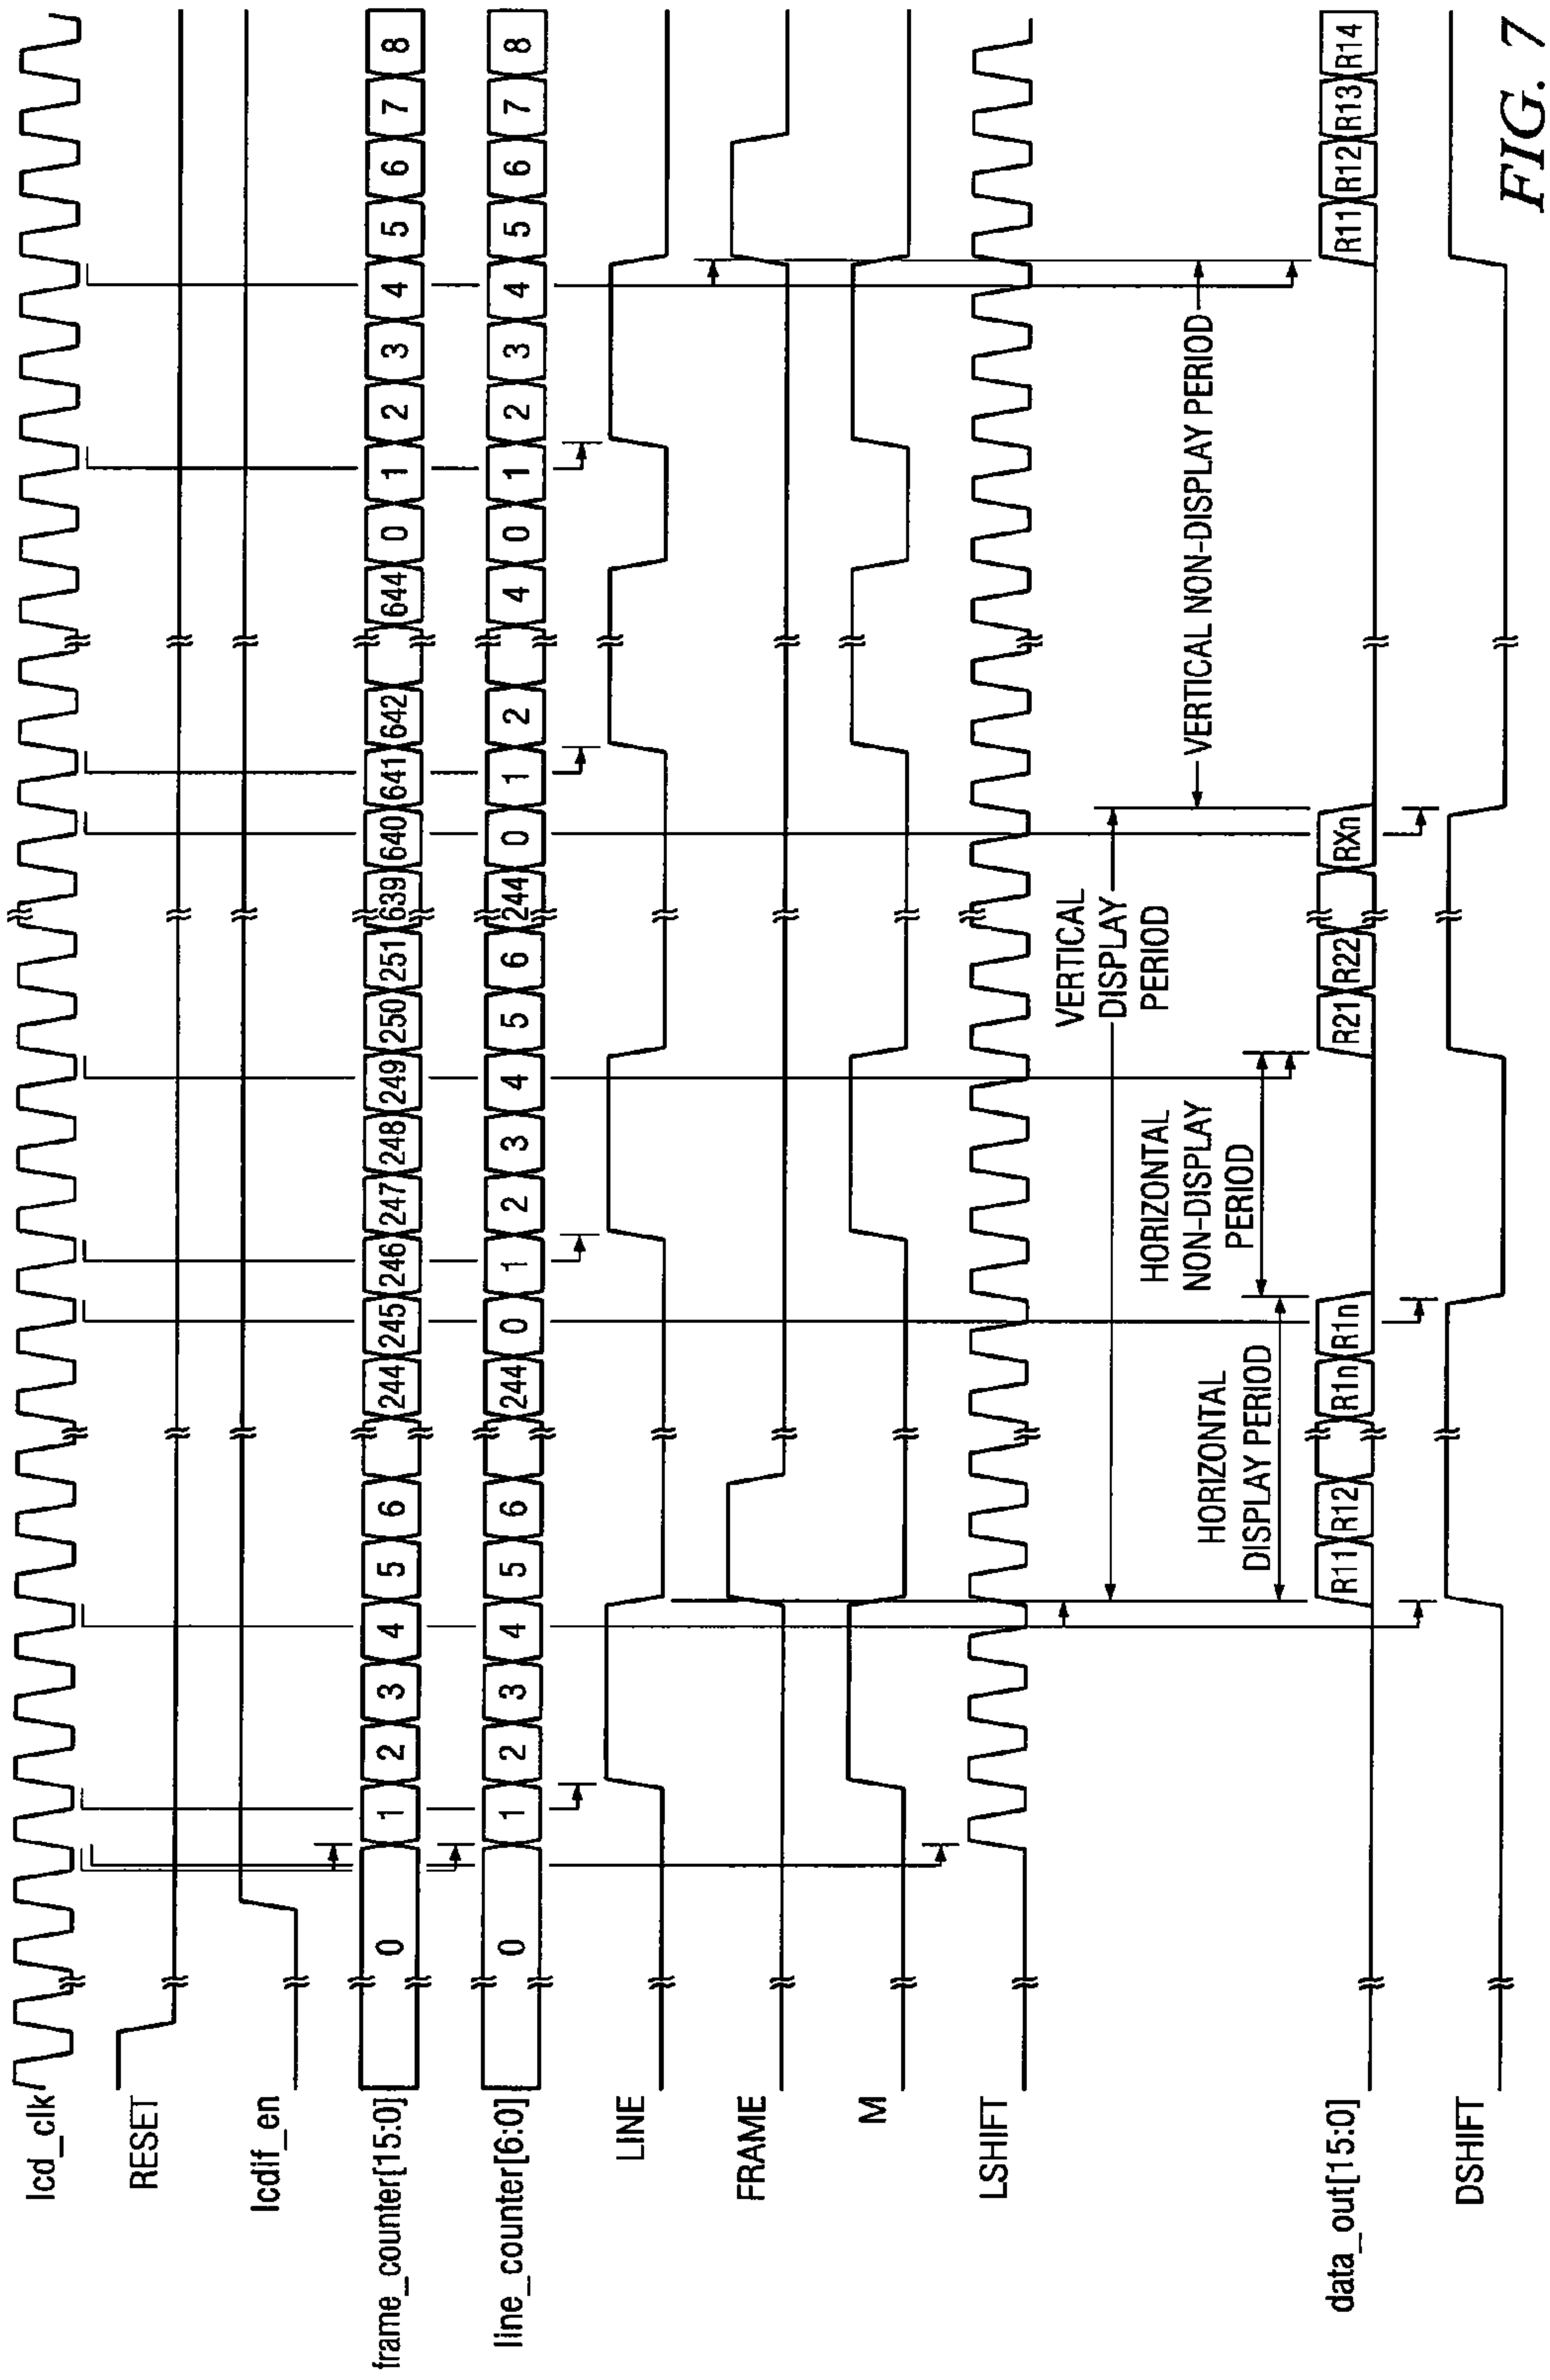 lcd_clk
RESET
lcdif_en
frame_counter[15:0] 0 1 2 3 4 5 6 244 245 246 247 248 249 250 251 639 640 641 642 644 0 1 2 3 4 5 6 7 8
line_counter[6:0] 0 1 2 3 4 5 6 244 0 1 2 3 4 5 6 244 0 1 2 4 0 1 2 3 4 5 6 7 8
LINE
FRAME
M
LSHIFT
VERTICAL
DISPLAY
PERIOD
HORIZONTAL
NON-DISPLAY
PERIOD
VERTICAL NON-DISPLAY PERIOD
HORIZONTAL
DISPLAY PERIOD
data_out[15:0] R11 R12 R1n R1n R21 R22 RXn R11 R12 R13 R14
DSHIFT
FIG. 7